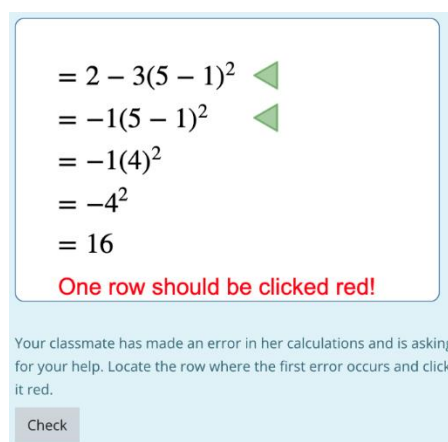 = 2 − 3(5 − 1)²
= −1(5 − 1)²
= −1(4)²
= −4²
= 16
One row should be clicked red!
Your classmate has made an error in her calculations and is asking
for your help. Locate the row where the first error occurs and click
it red.
Check